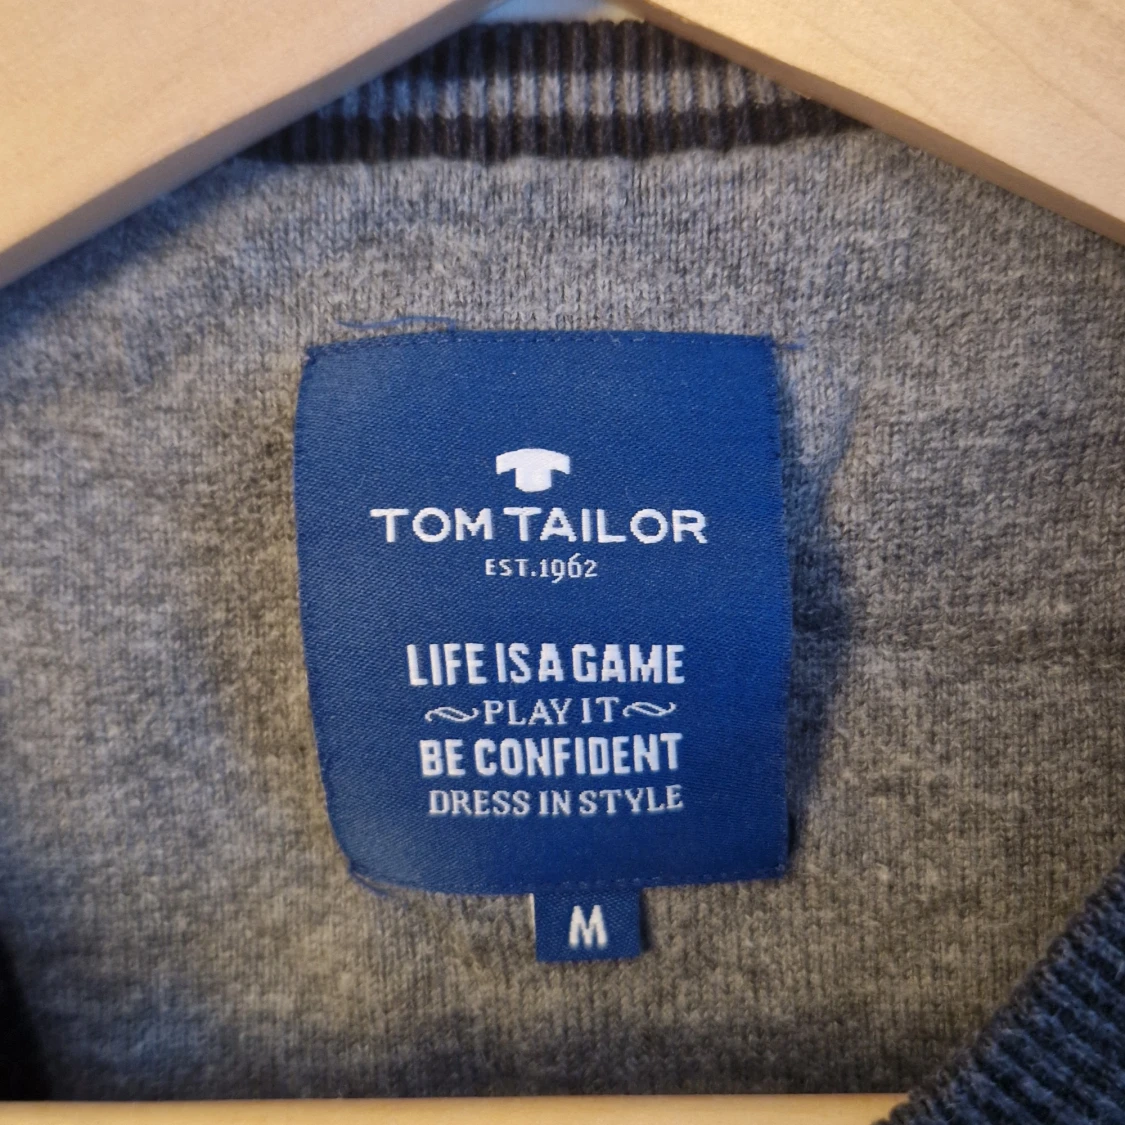 TOM TAILOR
EST.1962
LIFE IS A GAME
PLAY IT
BE CONFIDENT
DRESS IN STYLE
M